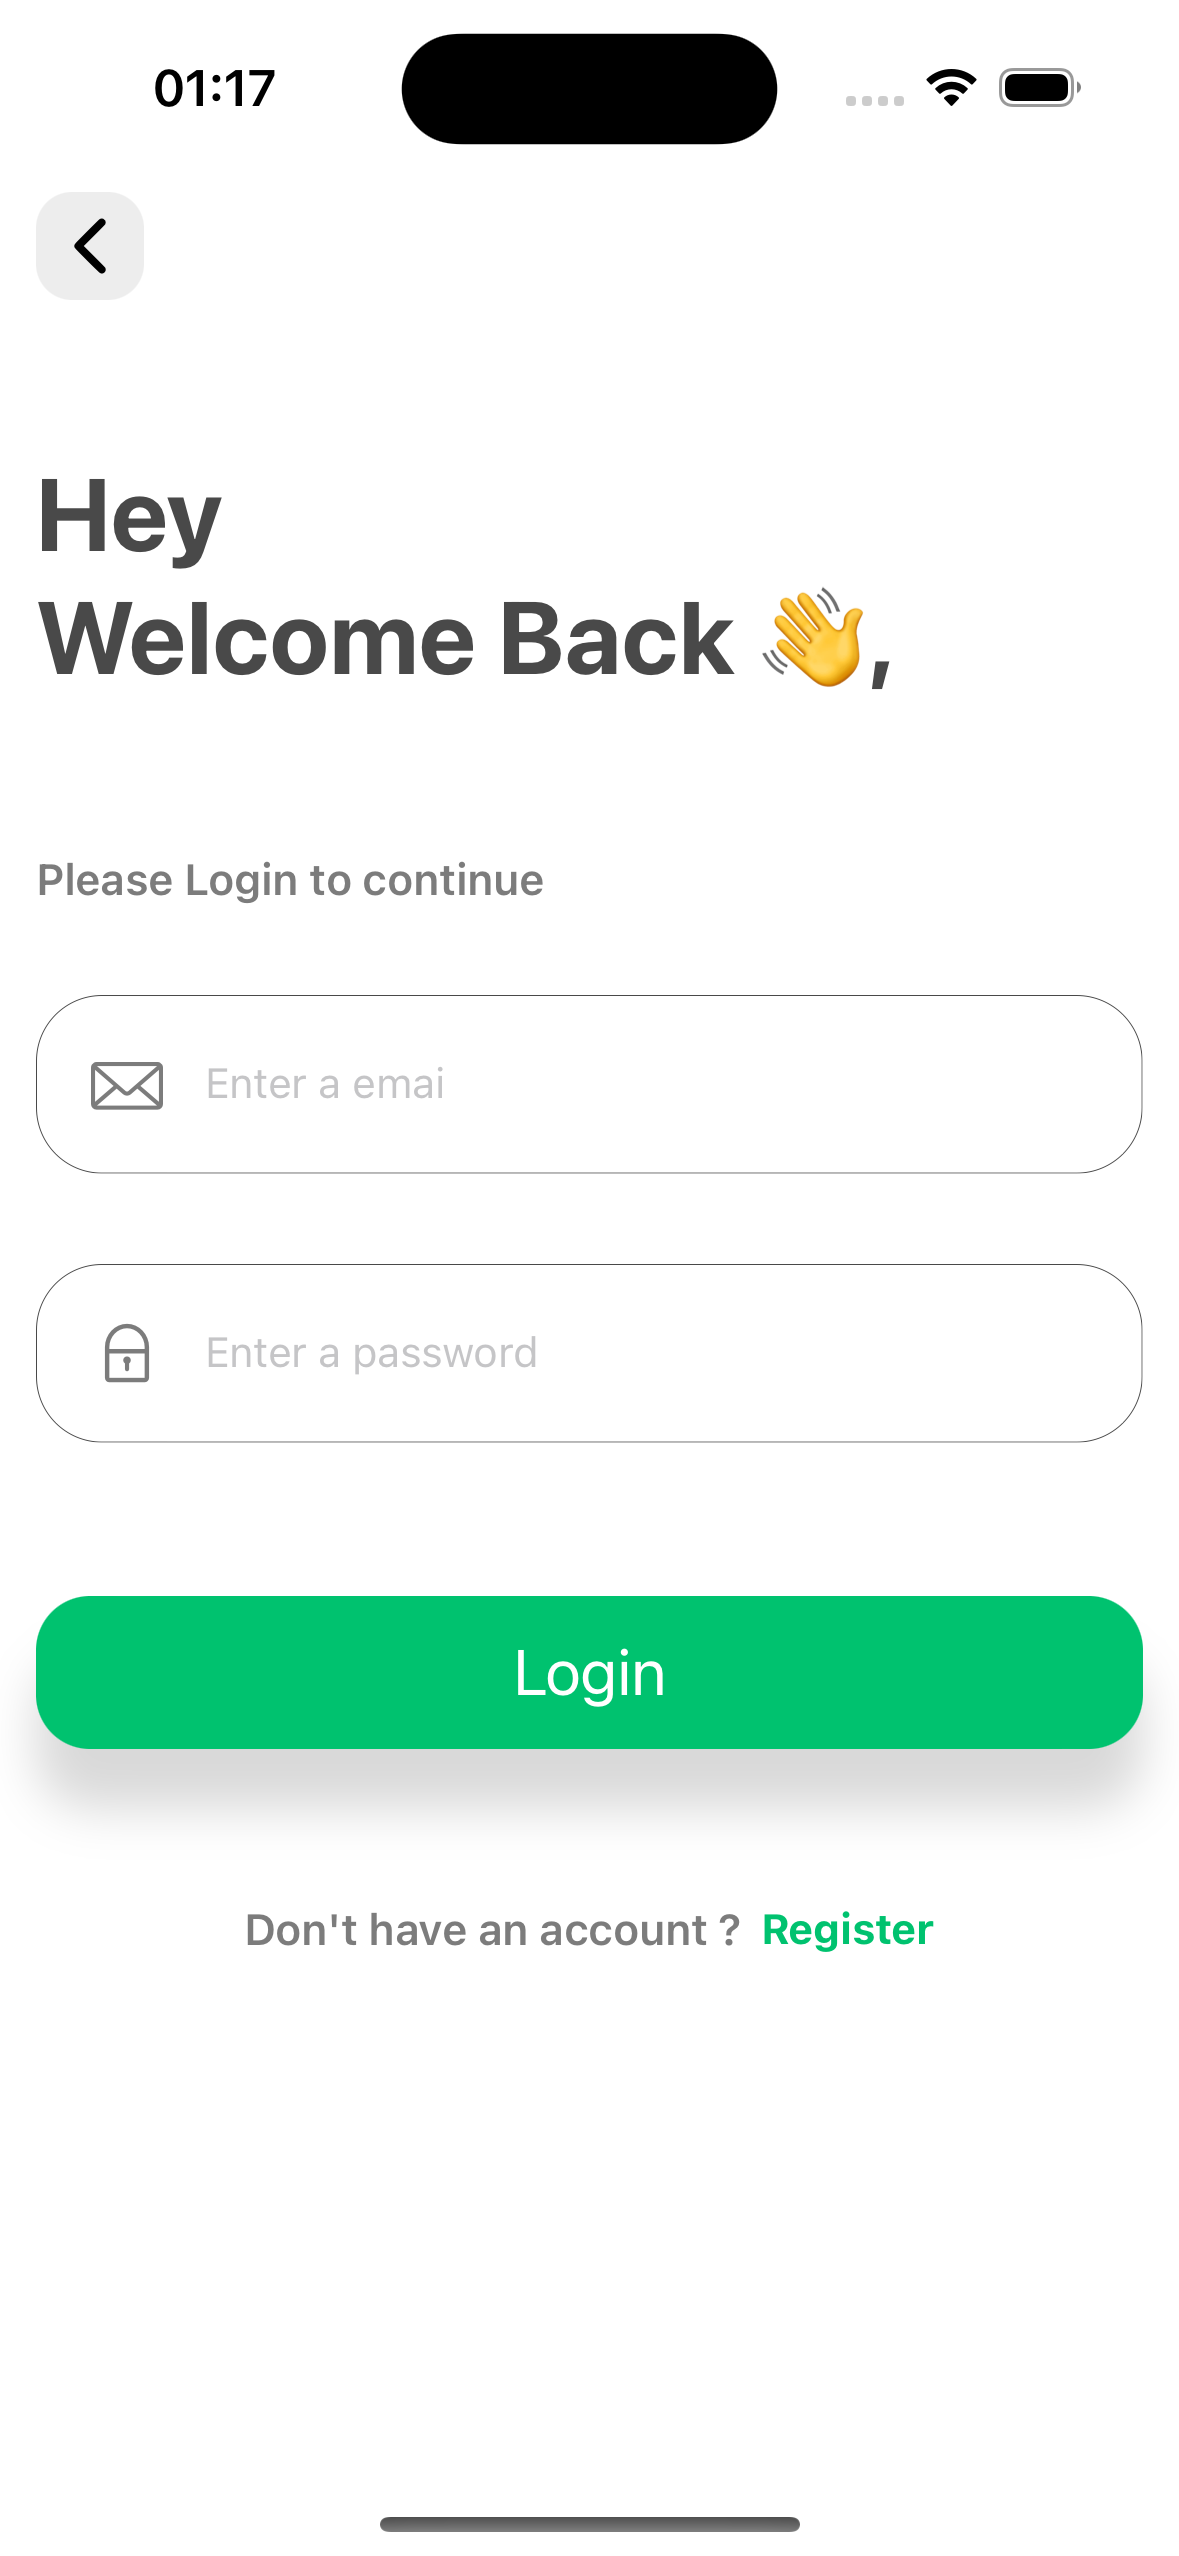 01:17
Hey
Welcome Back 👋,
Please Login to continue
Enter a emai
Enter a password
Login
Don't have an account ? Register